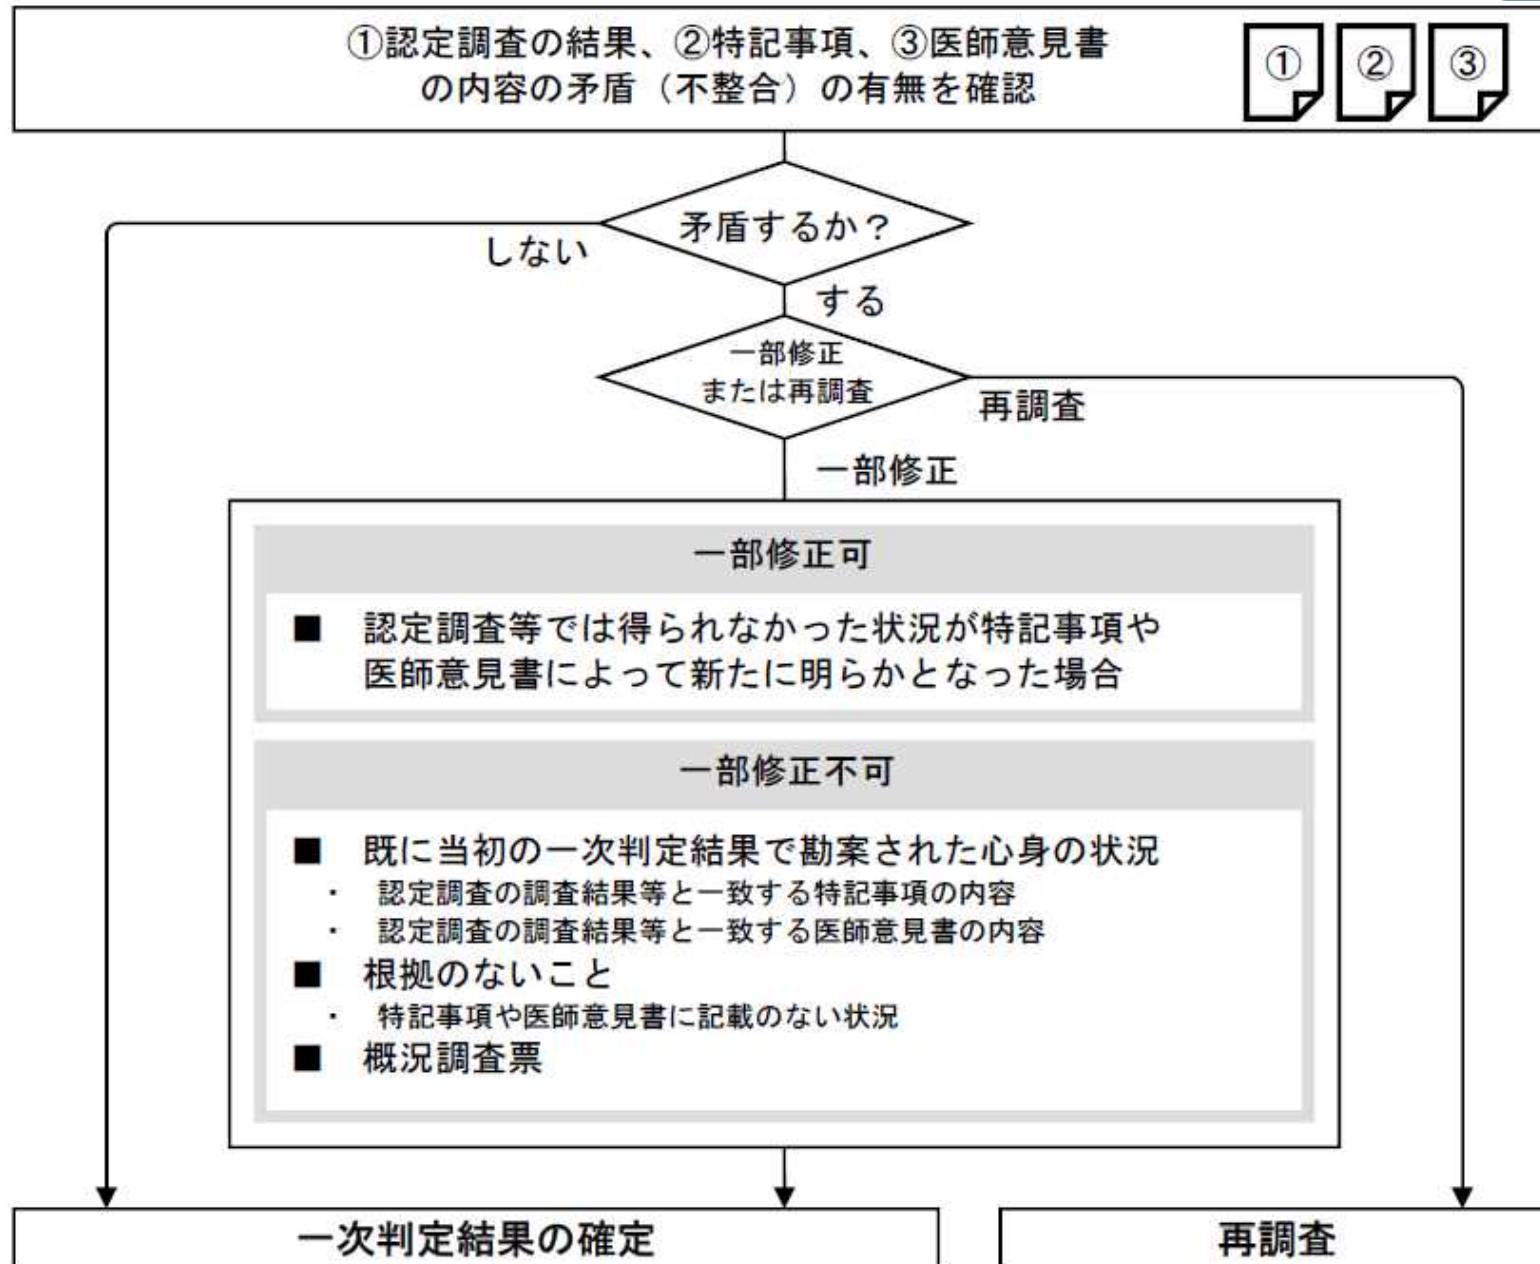 ①認定調査の結果、②特記事項、③医師意見書
の内容の矛盾（不整合）の有無を確認
① ② ③
矛盾するか？
しない
する
一部修正
または再調査
再調査
一部修正
一部修正可
■ 認定調査等では得られなかった状況が特記事項や
医師意見書によって新たに明らかとなった場合
一部修正不可
■ 既に当初の一次判定結果で勘案された心身の状況
・ 認定調査の調査結果等と一致する特記事項の内容
・ 認定調査の調査結果等と一致する医師意見書の内容
■ 根拠のないこと
・ 特記事項や医師意見書に記載のない状況
■ 概況調査票
一次判定結果の確定
再調査